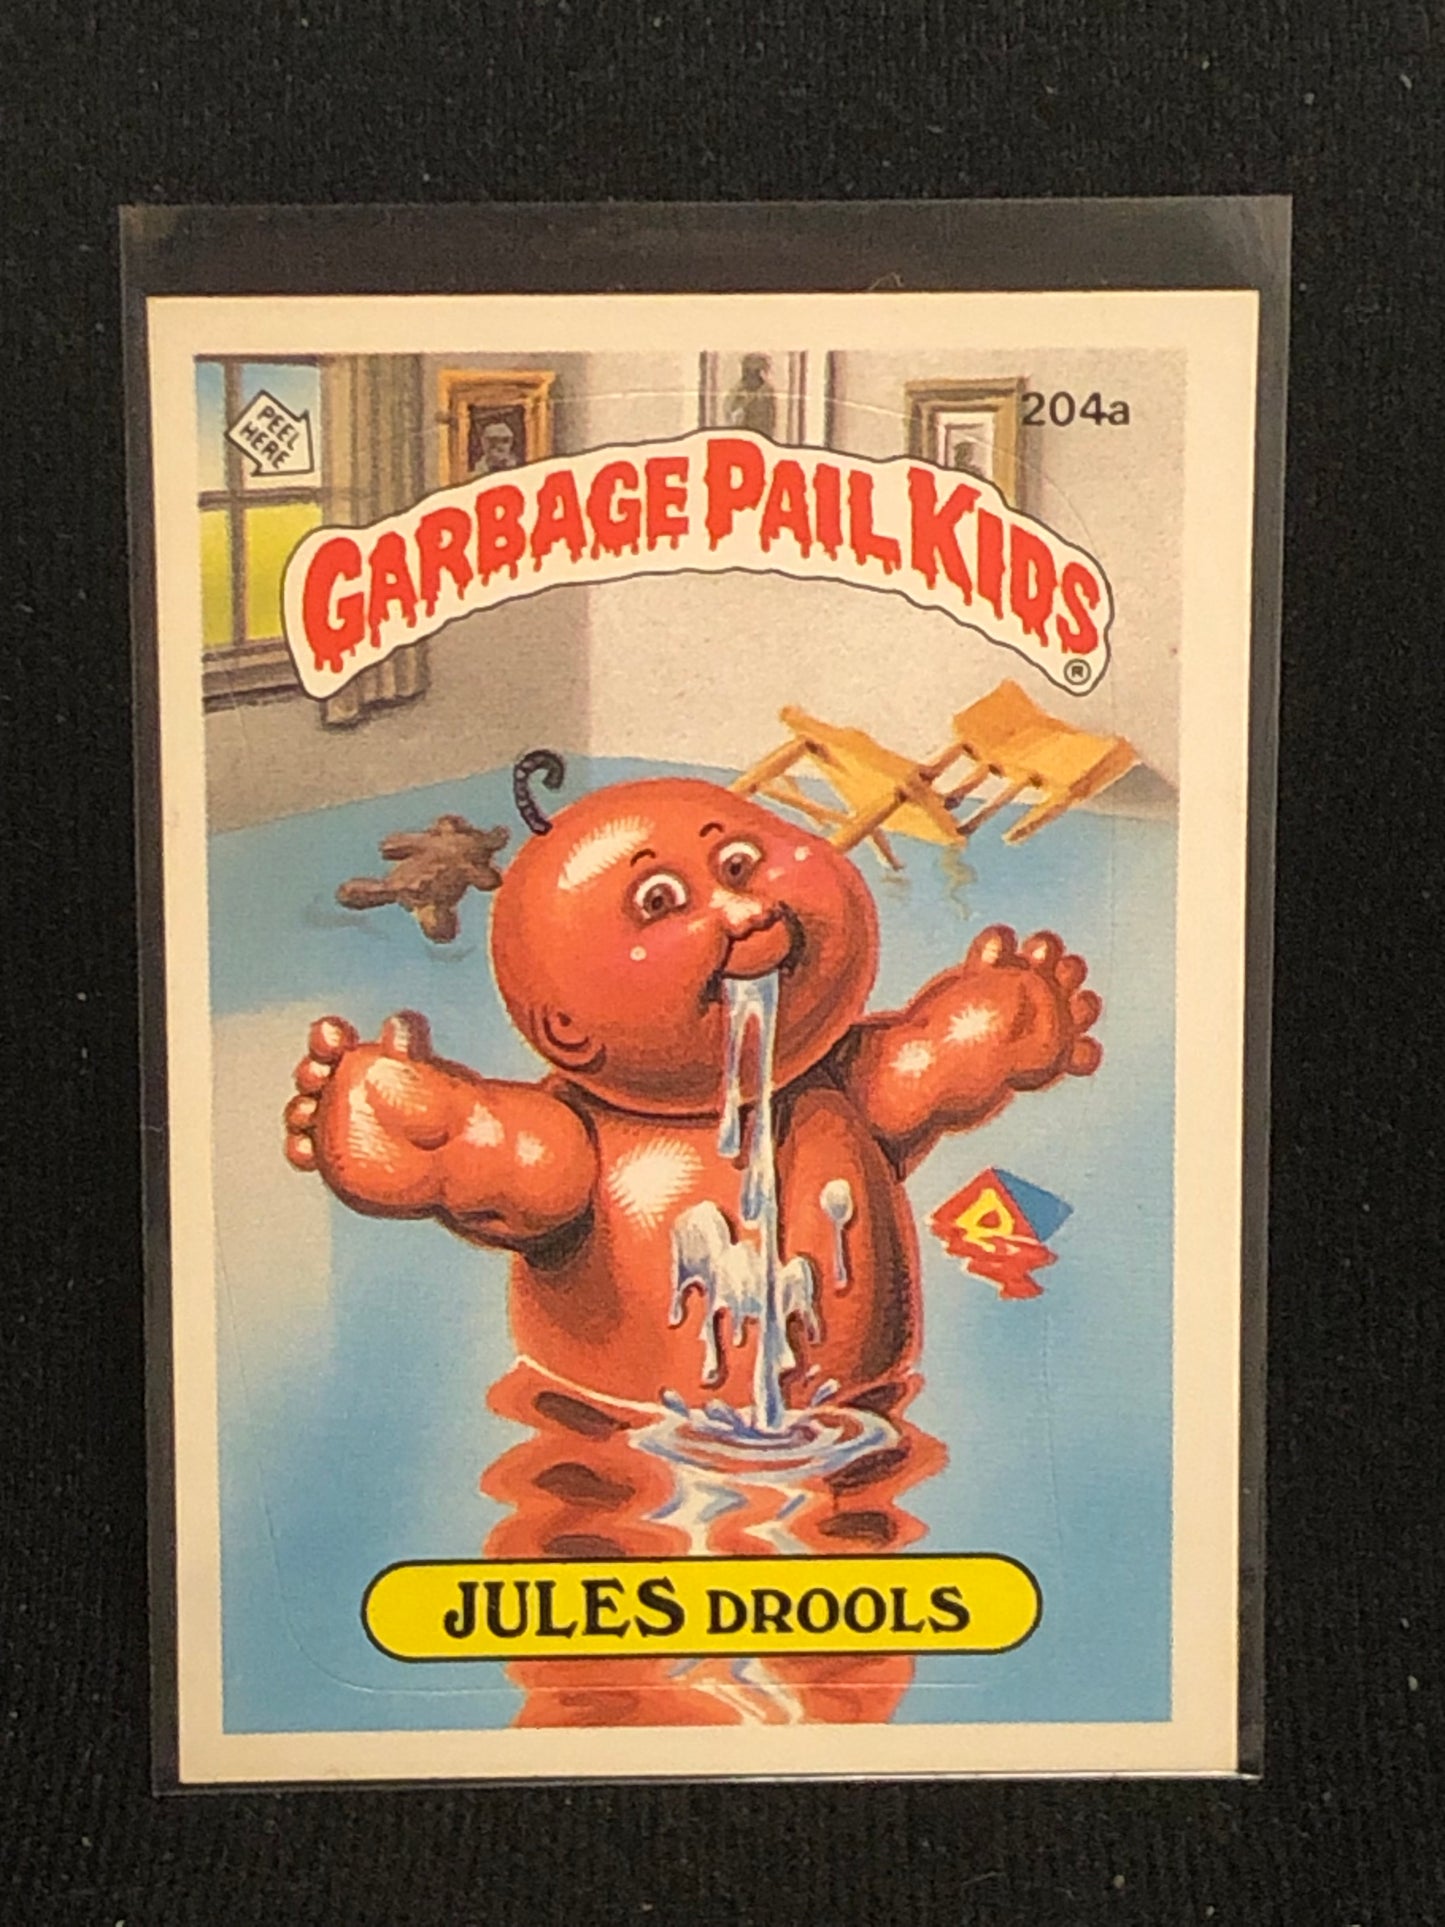 PEEL
HERE
204a
GARBAGE PAIL KIDS
®
D
JULES DROOLS